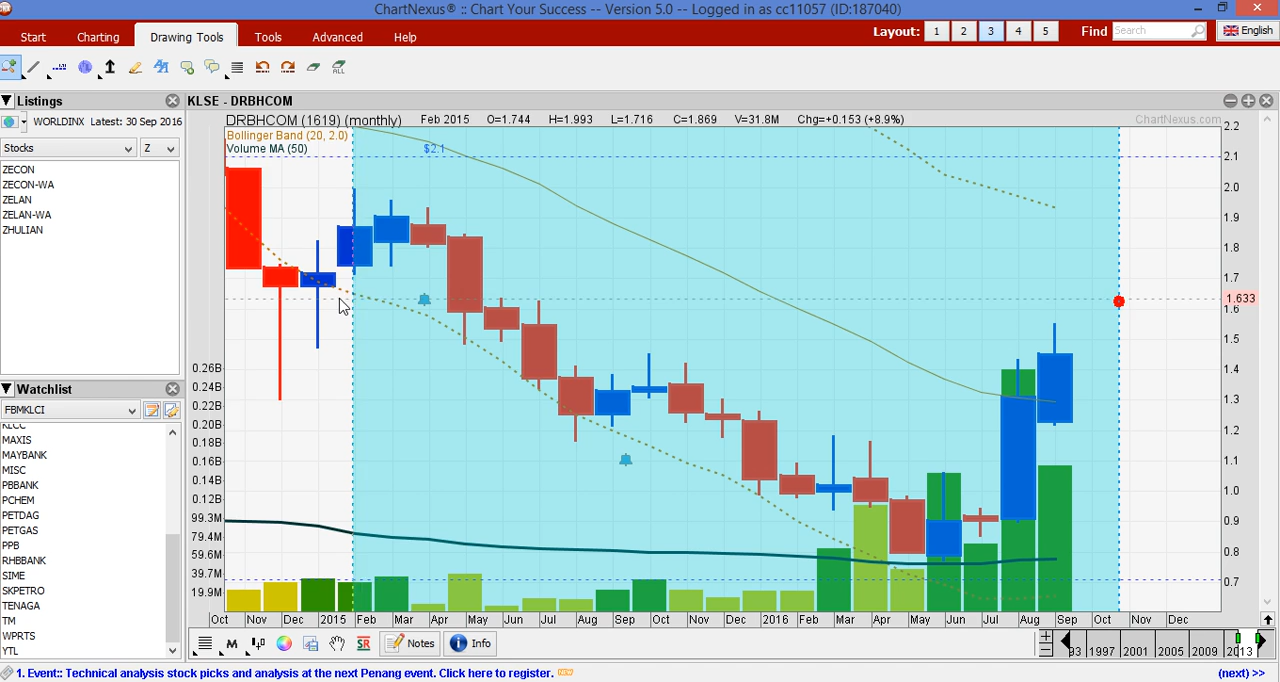 ChartNexus® :: Chart Your Success -- Version 5.0 -- Logged in as cc11057 (ID:187040)
Start Charting Drawing Tools Tools Advanced Help Layout: 1 2 3 4 5 Find Search English
ALL
Listings
KLSE - DRBHCOM
WORLDINX Latest: 30 Sep 2016
DRBHCOM (1619) (monthly) Feb 2015 O=1.744 H=1.993 L=1.716 C=1.869 V=31.8M Chg=+0.153 (+8.9%) ChartNexus.com
Bollinger Band (20, 2.0)
Volume MA (50)
$2.1
Stocks Z
ZECON
ZECON-WA
ZELAN
ZELAN-WA
ZHULIAN
2.2
2.1
2.0
1.9
1.8
1.7
1.633
1.6
1.5
1.4
1.3
1.2
1.1
1.0
0.9
0.8
0.7
0.26B
0.24B
0.22B
0.20B
0.18B
0.16B
0.14B
0.12B
99.3M
79.4M
59.6M
39.7M
19.9M
Watchlist
FBMKLCI
KLCC
MAXIS
MAYBANK
MISC
PBBANK
PCHEM
PETDAG
PETGAS
PPB
RHBBANK
SIME
SKPETRO
TENAGA
TM
WPRTS
YTL
Oct Nov Dec 2015 Feb Mar Apr May Jun Jul Aug Sep Oct Nov Dec 2016 Feb Mar Apr May Jun Jul Aug Sep Oct Nov Dec
M SR Notes Info
93 1997 2001 2005 2009 2013
1. Event:: Technical analysis stock picks and analysis at the next Penang event. Click here to register. NEW (next) >>